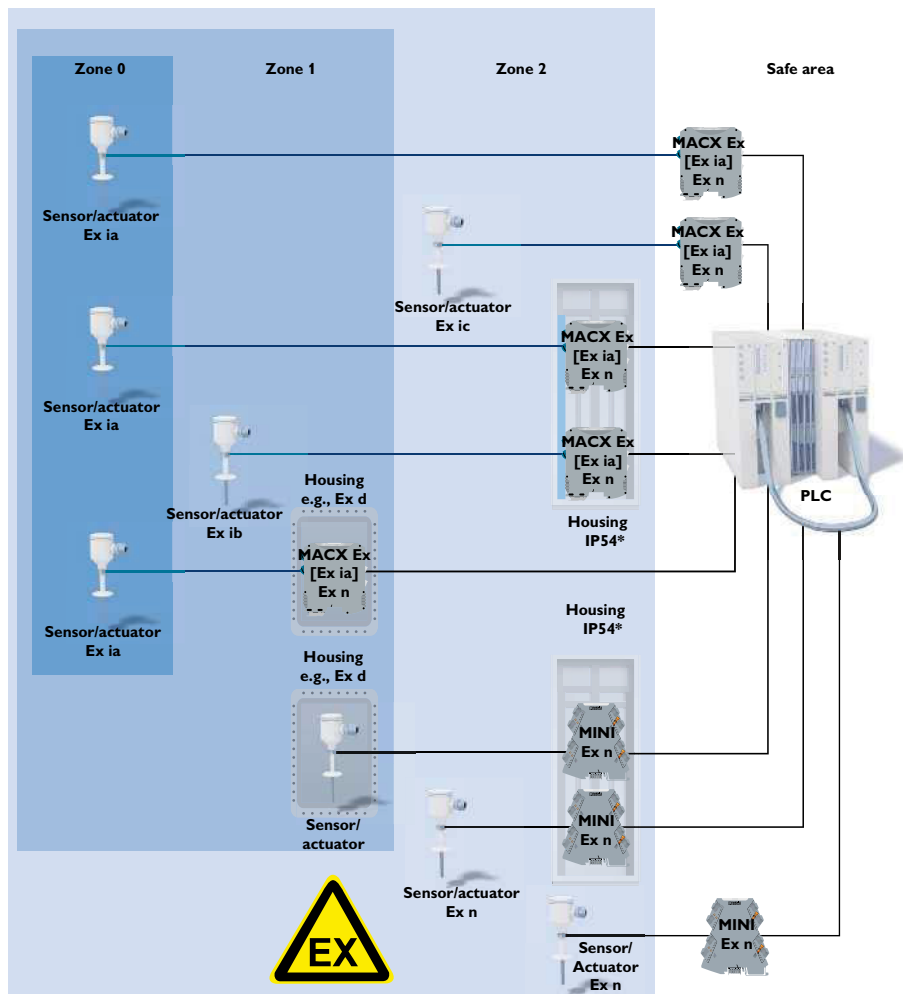 Zone 0
Zone 1
Zone 2
Safe area
MACX Ex
[Ex ia]
Ex n
Sensor/actuator
Ex ia
MACX Ex
[Ex ia]
Ex n
Sensor/actuator
Ex ic
MACX Ex
[Ex ia]
Ex n
Sensor/actuator
Ex ia
MACX Ex
[Ex ia]
Ex n
PLC
Housing
e.g., Ex d
Sensor/actuator
Ex ib
Housing
IP54*
MACX Ex
[Ex ia]
Ex n
Sensor/actuator
Ex ia
Housing
IP54*
Housing
e.g., Ex d
MINI
Ex n
Sensor/
actuator
MINI
Ex n
Sensor/actuator
Ex n
EX
Sensor/
Actuator
Ex n
MINI
Ex n